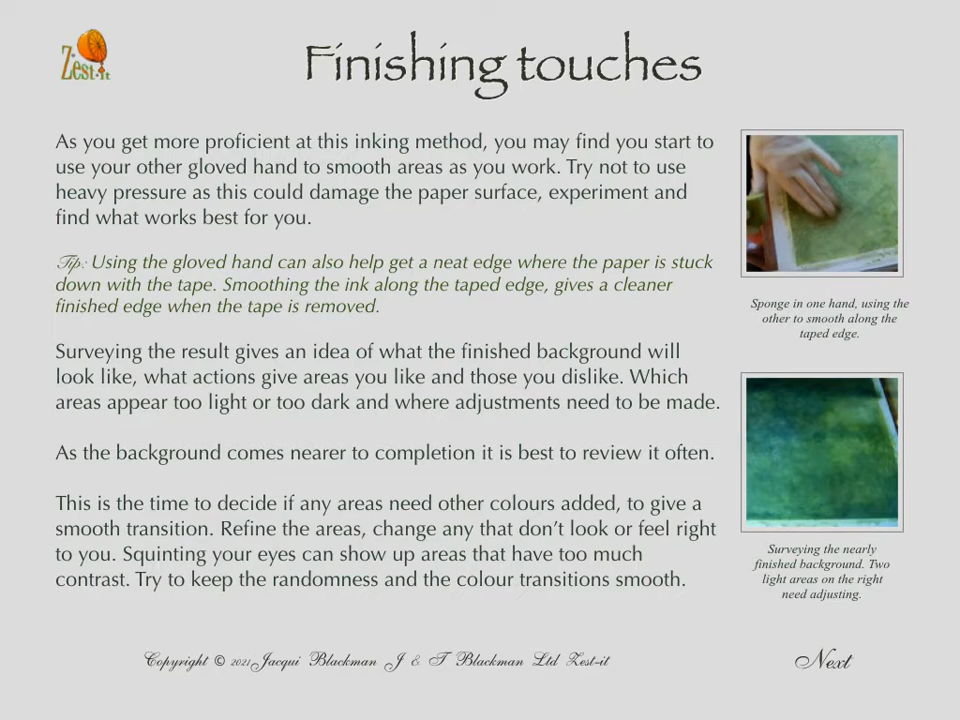 Zest-it
Finishing touches
As you get more proficient at this inking method, you may find you start to
use your other gloved hand to smooth areas as you work. Try not to use
heavy pressure as this could damage the paper surface, experiment and
find what works best for you.
Tip: Using the gloved hand can also help get a neat edge where the paper is stuck
down with the tape. Smoothing the ink along the taped edge, gives a cleaner
finished edge when the tape is removed.
Surveying the result gives an idea of what the finished background will
look like, what actions give areas you like and those you dislike. Which
areas appear too light or too dark and where adjustments need to be made.
As the background comes nearer to completion it is best to review it often.
This is the time to decide if any areas need other colours added, to give a
smooth transition. Refine the areas, change any that don’t look or feel right
to you. Squinting your eyes can show up areas that have too much
contrast. Try to keep the randomness and the colour transitions smooth.
Sponge in one hand, using the
other to smooth along the
taped edge.
Surveying the nearly
finished background. Two
light areas on the right
need adjusting.
Copyright © 2021 Jacqui Blackman J & T Blackman Ltd Zest-it
Next